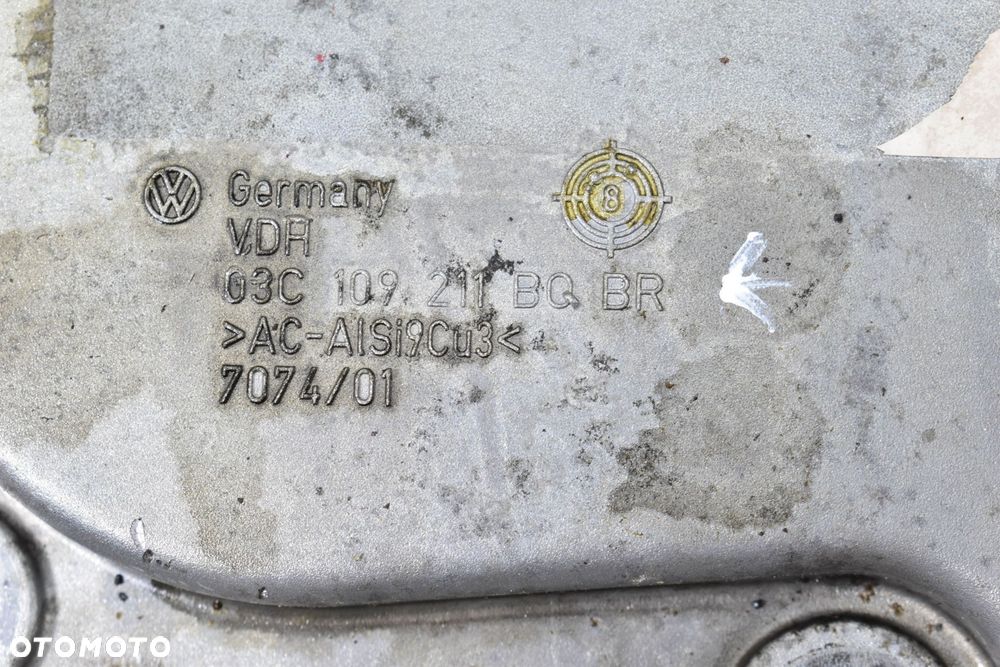 Germany
VDR
03C 109 211 BQ BR
>AC-AlSi9Cu3<
7074/01
8
OTOMOTO